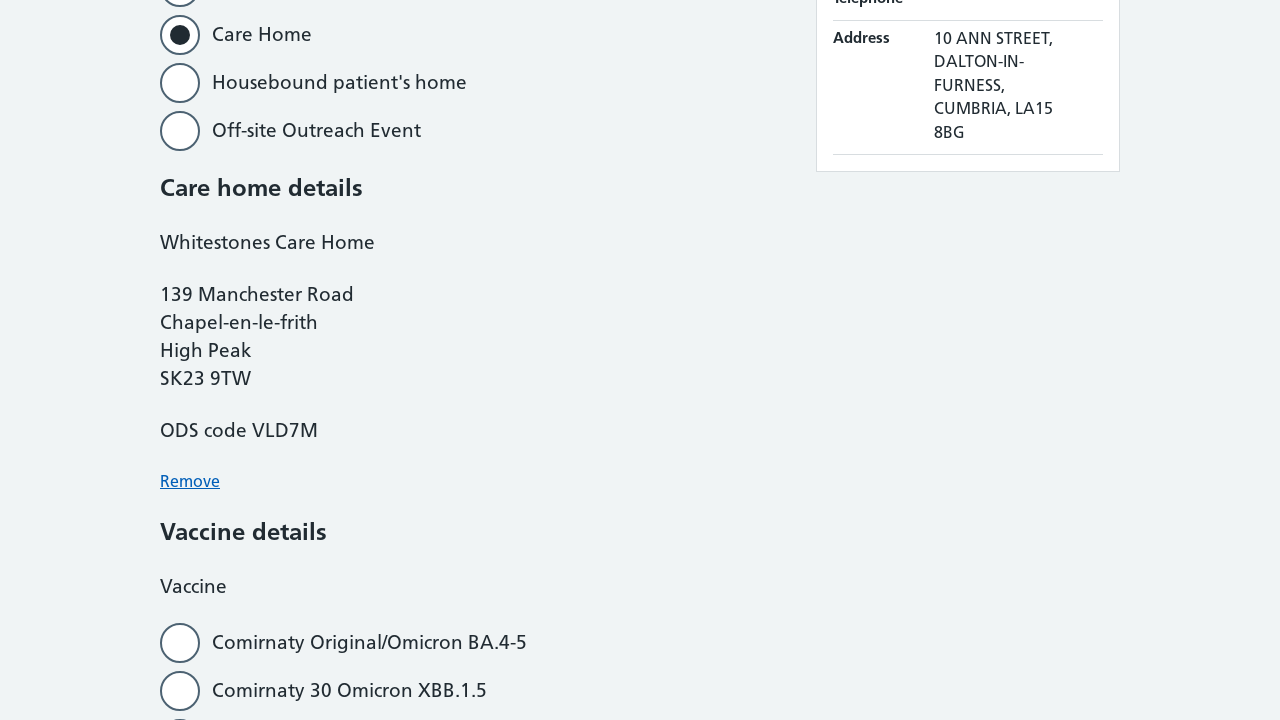 Care Home
Housebound patient's home
Off-site Outreach Event
Care home details
Whitestones Care Home
139 Manchester Road
Chapel-en-le-frith
High Peak
SK23 9TW
ODS code VLD7M
Remove
Vaccine details
Vaccine
Comirnaty Original/Omicron BA.4-5
Comirnaty 30 Omicron XBB.1.5
Telephone
Address
10 ANN STREET,
DALTON-IN-
FURNESS,
CUMBRIA, LA15
8BG